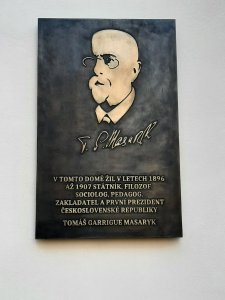 T. G. Masaryk
V TOMTO DOMĚ ŽIL V LETECH 1896
AŽ 1907 STÁTNÍK, FILOZOF
SOCIOLOG, PEDAGOG,
ZAKLADATEL A PRVNÍ PREZIDENT
ČESKOSLOVENSKÉ REPUBLIKY
TOMÁŠ GARRIGUE MASARYK